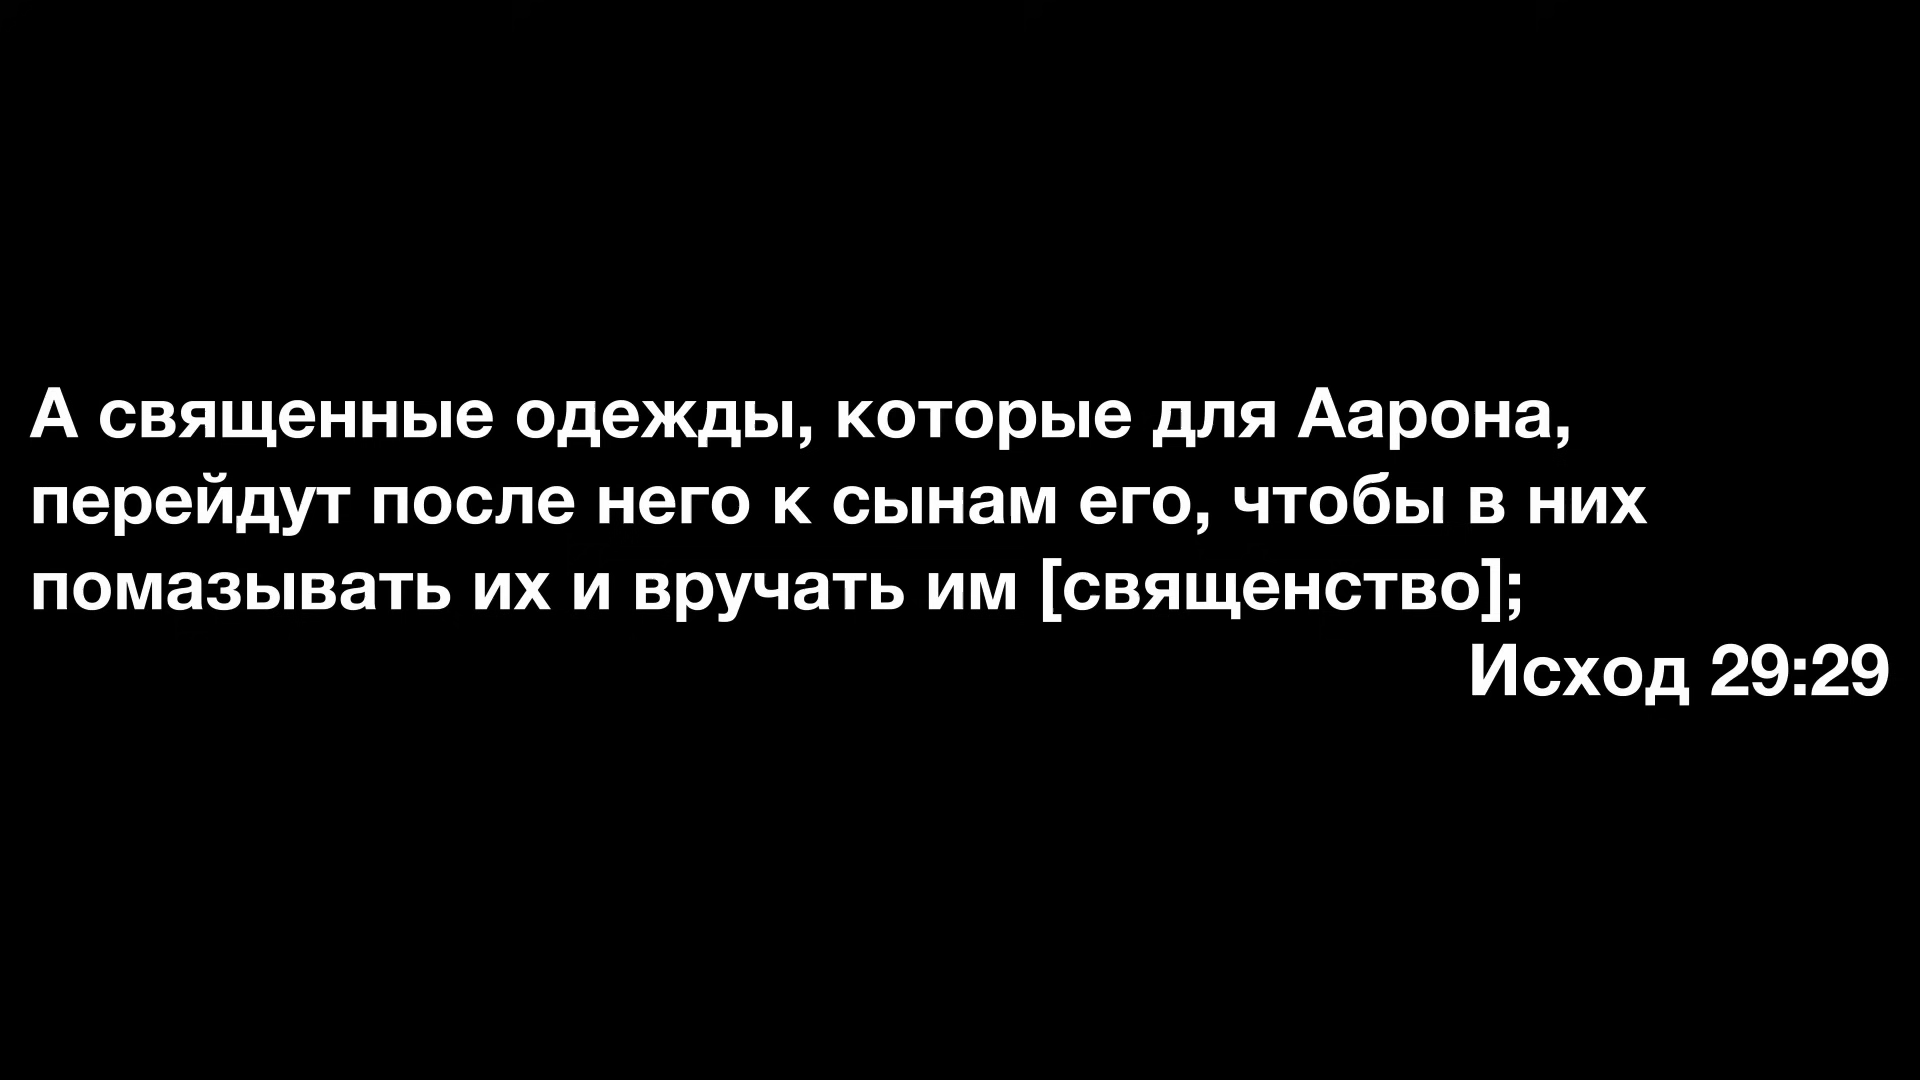 А священные одежды, которые для Аарона,
перейдут после него к сынам его, чтобы в них
помазывать их и вручать им [священство];
Исход 29:29